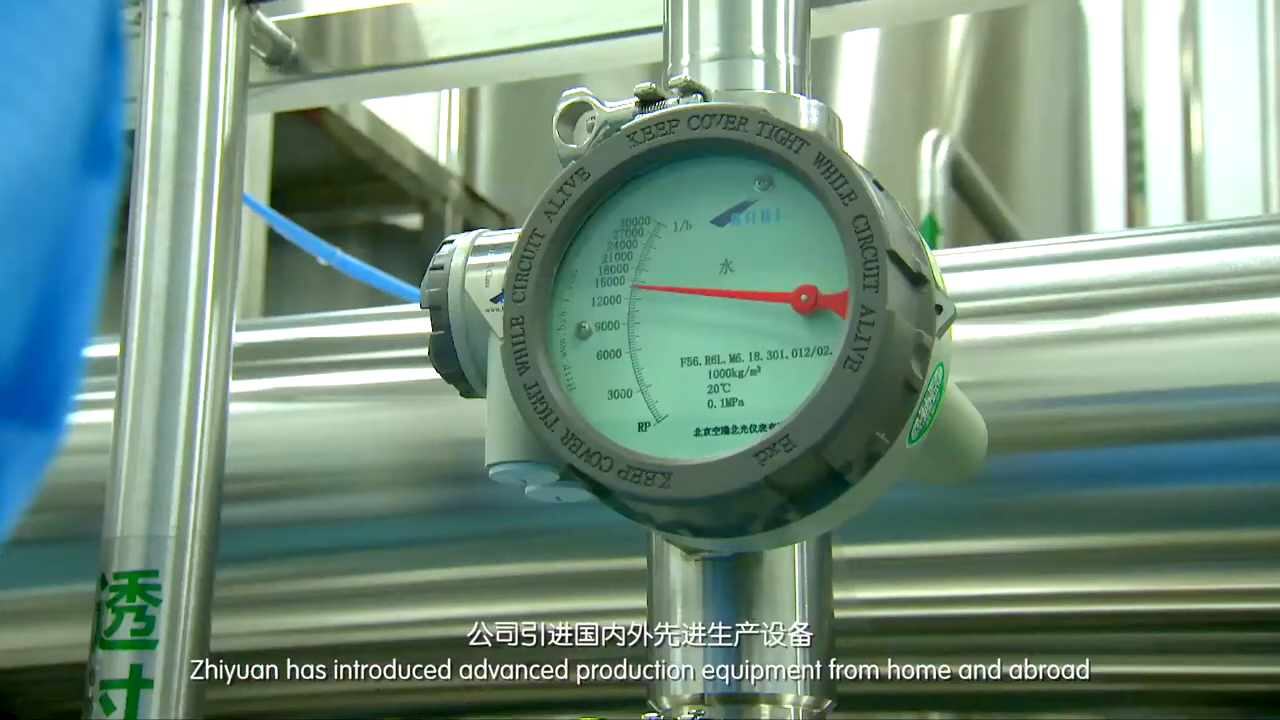 KEEP COVER TIGHT WHILE CIRCUIT ALIVE
KEEP COVER TIGHT WHILE CIRCUIT ALIVE
Exd
30000
1/h
27000
24000
21000
18000
15000
12000
9000
6000
3000
RP
水
F56.R6L.M6.18.301.012/02.
1000kg/m³
20℃
0.1MPa
透
公司引进国内外先进生产设备
Zhiyuan has introduced advanced production equipment from home and abroad